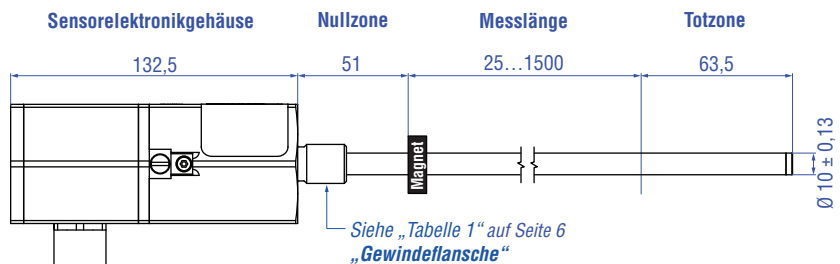 Sensorelektronikgehäuse Nullzone Messlänge Totzone
132,5 51 25…1500 63,5
Magnet
Ø 10 ± 0,13
Siehe „Tabelle 1“ auf Seite 6
„Gewindeflansche“